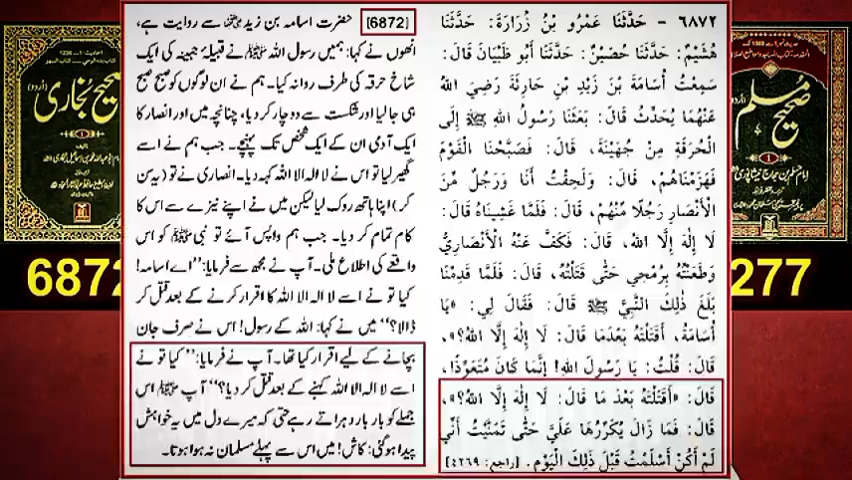 ٦٨٧٢ - حَدَّثَنَا عَمْرُو بْنُ زُرَارَةَ: حَدَّثَنَا
هُشَيْمٌ: حَدَّثَنَا حُصَيْنٌ: حَدَّثَنَا أَبُو ظَبْيَانَ قَالَ:
سَمِعْتُ أُسَامَةَ بْنَ زَيْدِ بْنِ حَارِثَةَ رَضِيَ اللهُ
عَنْهُمَا يُحَدِّثُ قَالَ: بَعَثَنَا رَسُولُ اللهِ ﷺ إِلَى
الْحُرَقَةِ مِنْ جُهَيْنَةَ، قَالَ: فَصَبَّحْنَا الْقَوْمَ
فَهَزَمْنَاهُمْ، قَالَ: وَلَحِقْتُ أَنَا وَرَجُلٌ مِّنَ
الْأَنْصَارِ رَجُلًا مِّنْهُمْ، قَالَ: فَلَمَّا غَشِينَاهُ قَالَ:
لَا إِلٰهَ إِلَّا اللهُ، قَالَ: فَكَفَّ عَنْهُ الْأَنْصَارِيُّ
وَطَعَنْتُهُ بِرُمْحِي حَتَّى قَتَلْتُهُ، قَالَ: فَلَمَّا قَدِمْنَا
بَلَغَ ذٰلِكَ النَّبِيَّ ﷺ قَالَ: فَقَالَ لِي: «يَا
أُسَامَةُ، أَقَتَلْتَهُ بَعْدَمَا قَالَ: لَا إِلٰهَ إِلَّا اللهُ؟»،
قَالَ: قُلْتُ: يَا رَسُولَ اللهِ! إِنَّمَا كَانَ مُتَعَوِّذًا،
قَالَ: «أَقَتَلْتَهُ بَعْدَ مَا قَالَ: لَا إِلٰهَ إِلَّا اللهُ؟»،
قَالَ: فَمَا زَالَ يُكَرِّرُهَا عَلَيَّ حَتَّى تَمَنَّيْتُ أَنِّي
لَمْ أَكُنْ أَسْلَمْتُ قَبْلَ ذٰلِكَ الْيَوْمِ. [راجع: ٤٢٦٩]
[6872] حضرت اسامہ بن زید ﷠ سے روایت ہے،
انھوں نے کہا: ہمیں رسول اللہ ﷺ نے قبیلۂ جہینہ کی ایک
شاخ حرقہ کی طرف روانہ کیا۔ ہم نے ان لوگوں کو صبح صبح
ہی جا لیا اور شکست سے دوچار کر دیا، چنانچہ میں اور انصار کا
ایک آدمی ان کے ایک شخص تک پہنچے۔ جب ہم نے اسے
گھیر لیا تو اس نے لا الہ الا اللہ کہہ دیا۔ انصاری نے تو (یہ سن
کر) اپنا ہاتھ روک لیا لیکن میں نے اپنے نیزے سے اس کا
کام تمام کر دیا۔ جب ہم واپس آئے تو نبی ﷺ کو اس
واقعے کی اطلاع ملی۔ آپ نے مجھ سے فرمایا: "اے اسامہ!
کیا تو نے اسے لا الہ الا اللہ کا اقرار کرنے کے بعد قتل کر
ڈالا؟" میں نے کہا: اللہ کے رسول! اس نے صرف جان
بچانے کے لیے اقرار کیا تھا۔ آپ نے فرمایا: "کیا تو نے
اسے لا الہ الا اللہ کہنے کے بعد قتل کر دیا؟" آپ ﷺ اس
جملے کو بار بار دہراتے رہے حتی کہ میرے دل میں یہ خواہش
پیدا ہو گئی: کاش! میں اس سے پہلے مسلمان نہ ہوا ہوتا۔
صحیح بخاری
(اردو)
1
صحیح مسلم
1
6872
277